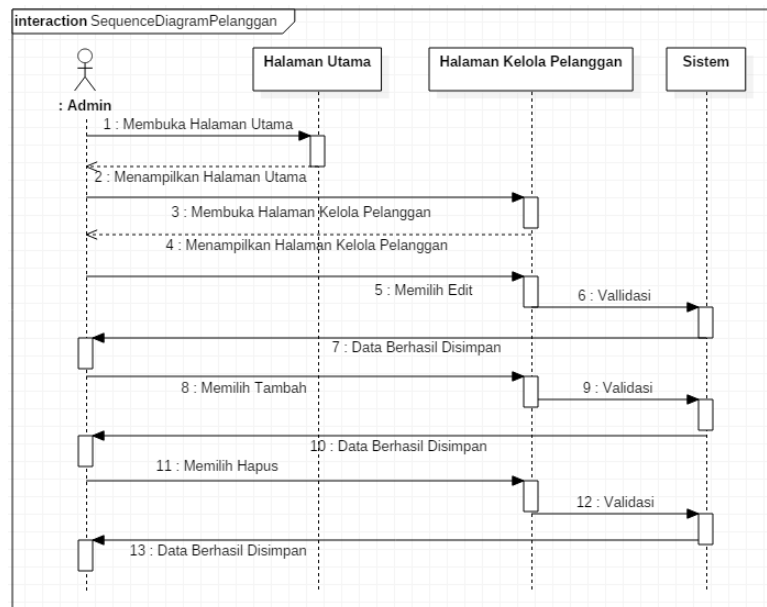 interaction SequenceDiagramPelanggan
Halaman Utama
Halaman Kelola Pelanggan
Sistem
: Admin
1 : Membuka Halaman Utama
2 : Menampilkan Halaman Utama
3 : Membuka Halaman Kelola Pelanggan
4 : Menampilkan Halaman Kelola Pelanggan
5 : Memilih Edit
6 : Vallidasi
7 : Data Berhasil Disimpan
8 : Memilih Tambah
9 : Validasi
10 : Data Berhasil Disimpan
11 : Memilih Hapus
12 : Validasi
13 : Data Berhasil Disimpan